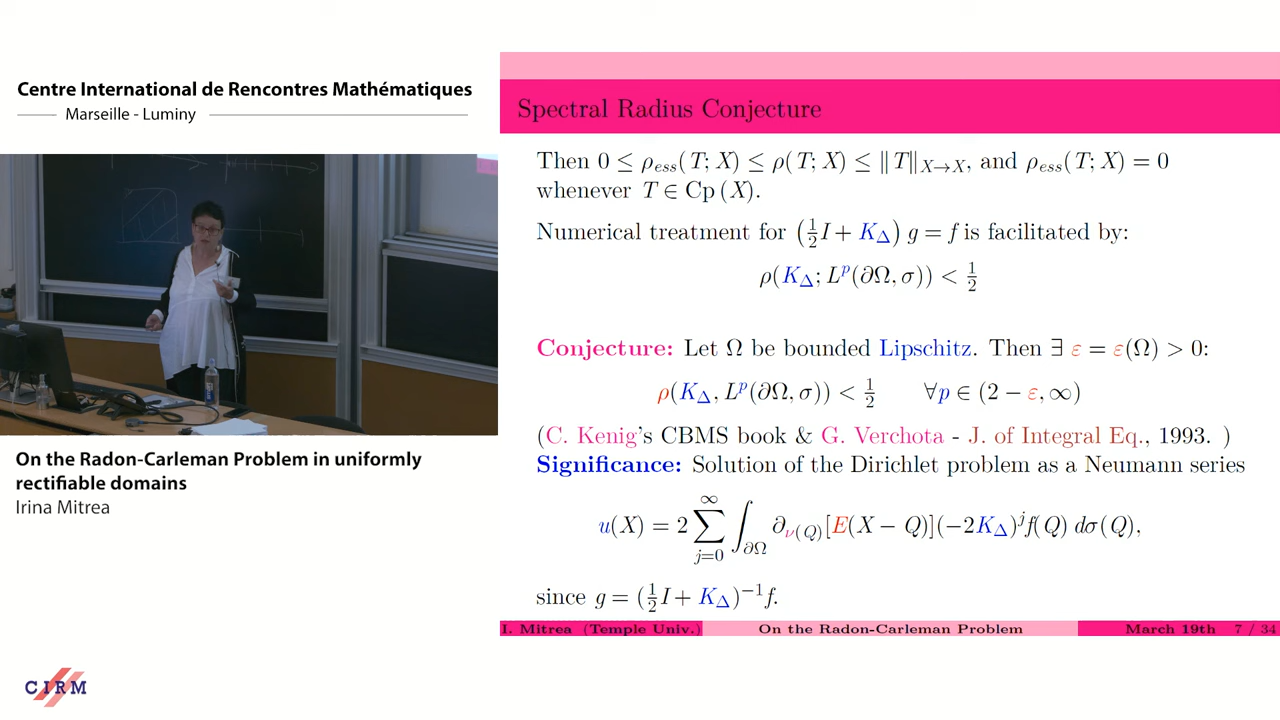 Centre International de Rencontres Mathématiques
Marseille - Luminy
On the Radon-Carleman Problem in uniformly
rectifiable domains
Irina Mitrea
CIRM
Spectral Radius Conjecture
Then 0 ≤ ρ_ess(T; X) ≤ ρ(T; X) ≤ ‖T‖_{X→X}, and ρ_ess(T; X) = 0
whenever T ∈ Cp (X).
Numerical treatment for (½I + K_Δ) g = f is facilitated by:
ρ(K_Δ; L^p(∂Ω, σ)) < ½
Conjecture: Let Ω be bounded Lipschitz. Then ∃ ε = ε(Ω) > 0:
ρ(K_Δ, L^p(∂Ω, σ)) < ½ ∀p ∈ (2 − ε, ∞)
(C. Kenig's CBMS book & G. Verchota - J. of Integral Eq., 1993. )
Significance: Solution of the Dirichlet problem as a Neumann series
u(X) = 2 ∑_{j=0}^{∞} ∫_{∂Ω} ∂_{ν(Q)}[E(X − Q)](−2K_Δ)^j f(Q) dσ(Q),
since g = (½I + K_Δ)^{−1} f.
I. Mitrea (Temple Univ.) On the Radon-Carleman Problem March 19th 7 / 34